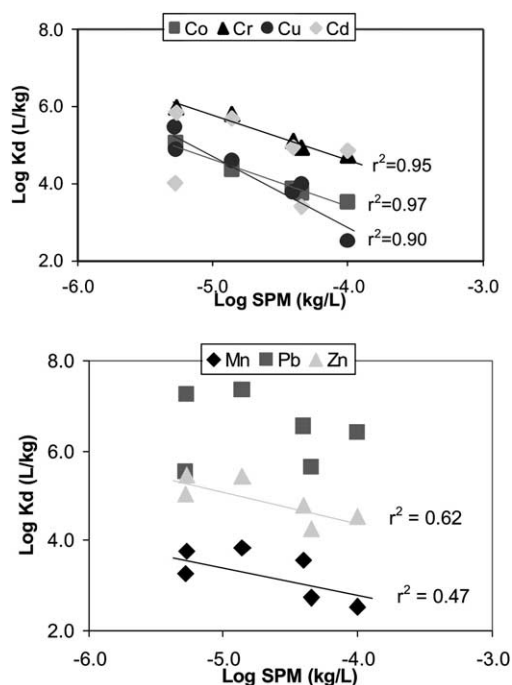 Co Cr Cu Cd
8.0
6.0
4.0
2.0
Log Kd (L/kg)
r²=0.95
r²=0.97
r²=0.90
-6.0 -5.0 -4.0 -3.0
Log SPM (kg/L)
Mn Pb Zn
8.0
6.0
4.0
2.0
Log Kd (L/kg)
r² = 0.62
r² = 0.47
-6.0 -5.0 -4.0 -3.0
Log SPM (kg/L)